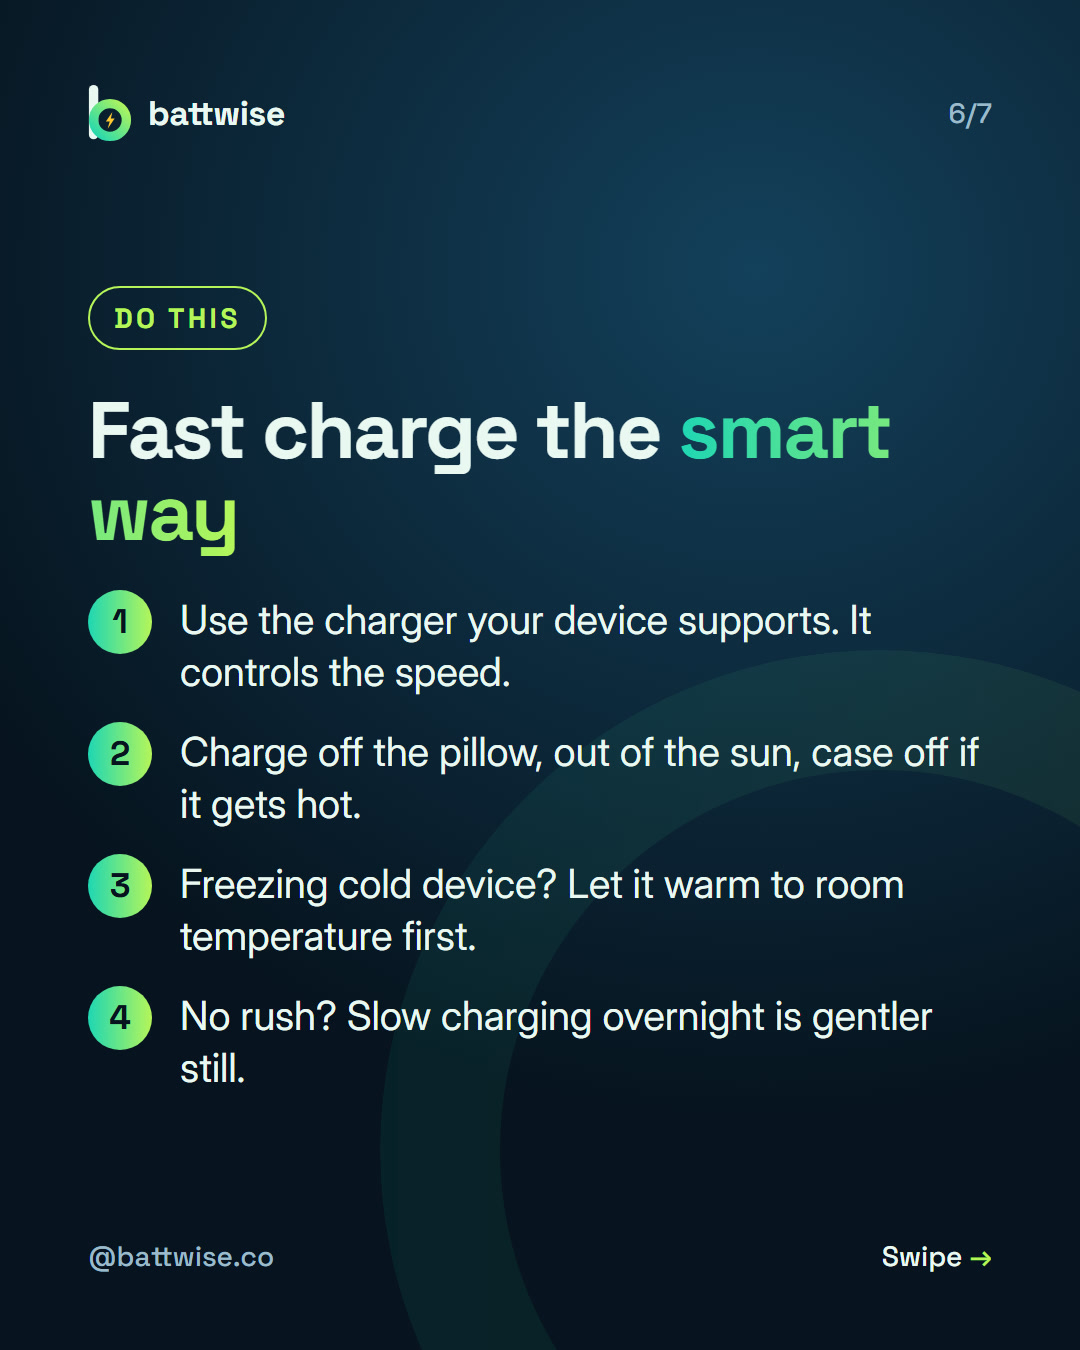 battwise
6/7
DO THIS
Fast charge the smart
way
1 Use the charger your device supports. It
controls the speed.
2 Charge off the pillow, out of the sun, case off if
it gets hot.
3 Freezing cold device? Let it warm to room
temperature first.
4 No rush? Slow charging overnight is gentler
still.
@battwise.co
Swipe →